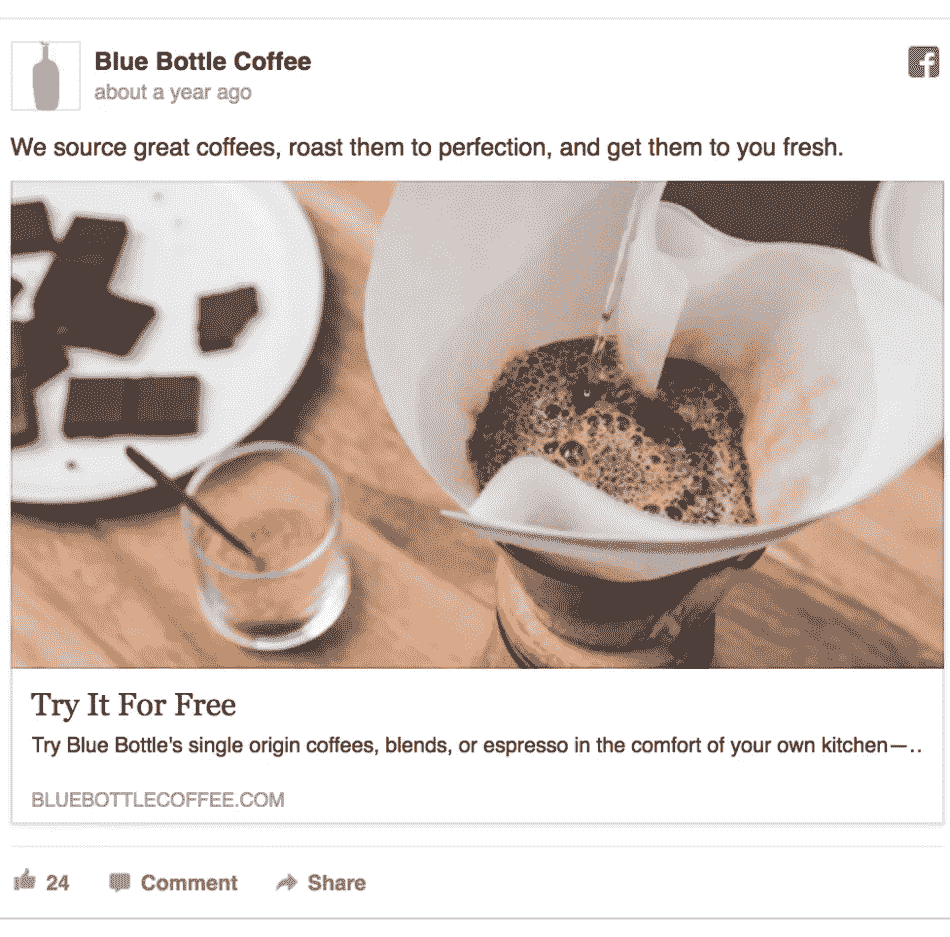 Blue Bottle Coffee
about a year ago
We source great coffees, roast them to perfection, and get them to you fresh.
Try It For Free
Try Blue Bottle's single origin coffees, blends, or espresso in the comfort of your own kitchen—..
BLUEBOTTLECOFFEE.COM
24 Comment Share